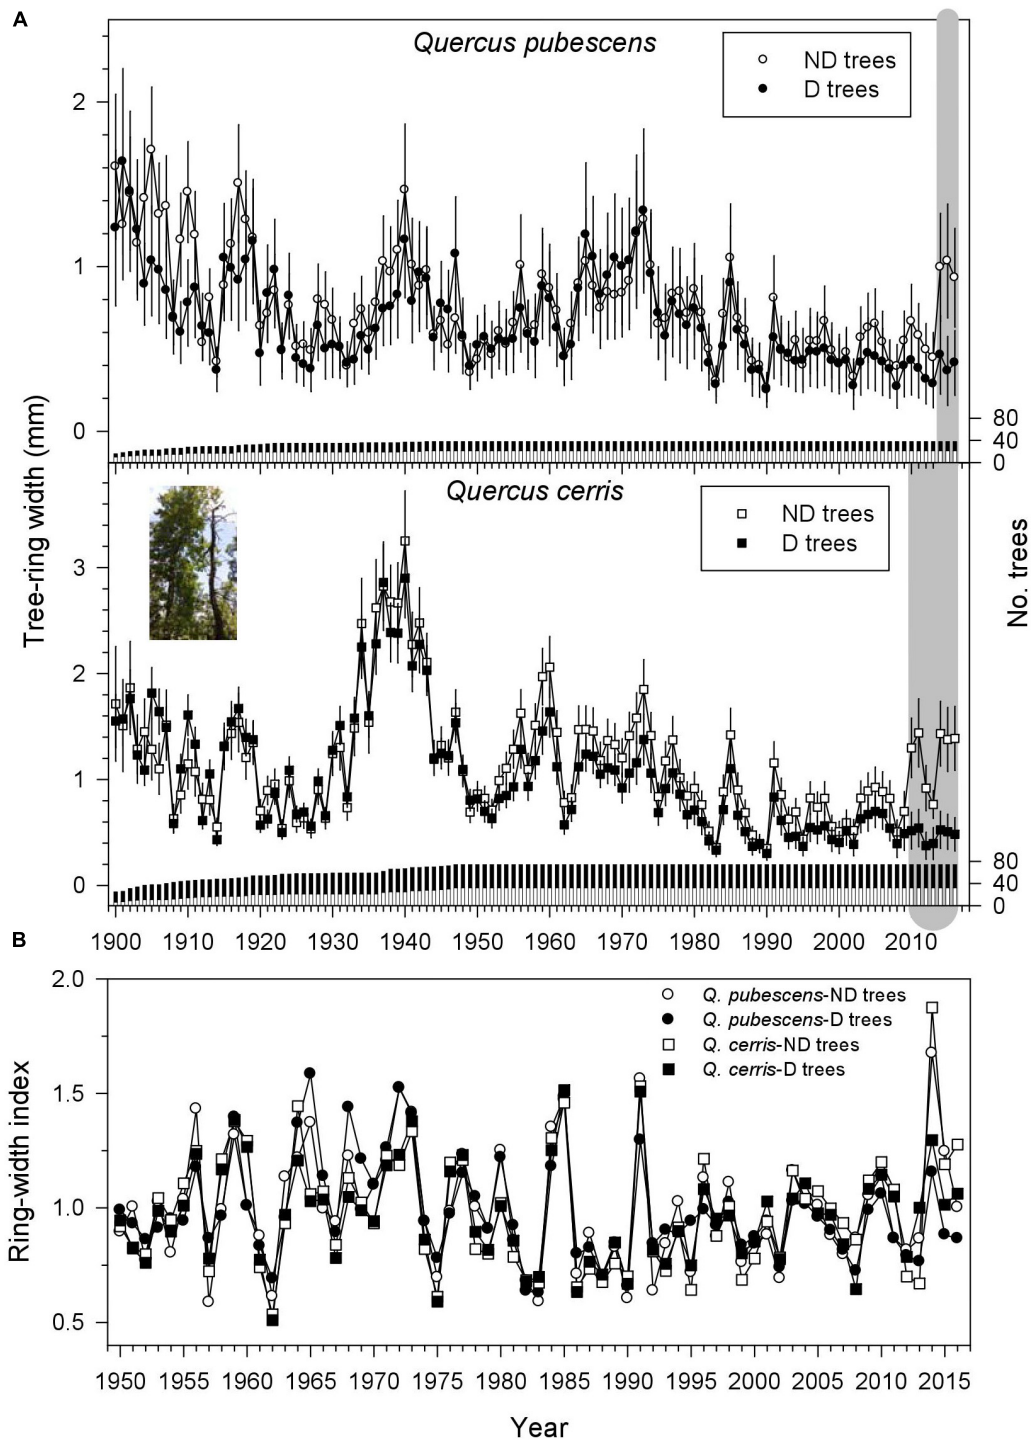 A
Quercus pubescens
ND trees
D trees
2
1
0
80
40
0
Tree-ring width (mm)
No. trees
Quercus cerris
ND trees
D trees
3
2
1
0
80
40
0
1900 1910 1920 1930 1940 1950 1960 1970 1980 1990 2000 2010
B
2.0
1.5
1.0
0.5
Ring-width index
Q. pubescens-ND trees
Q. pubescens-D trees
Q. cerris-ND trees
Q. cerris-D trees
1950 1955 1960 1965 1970 1975 1980 1985 1990 1995 2000 2005 2010 2015
Year